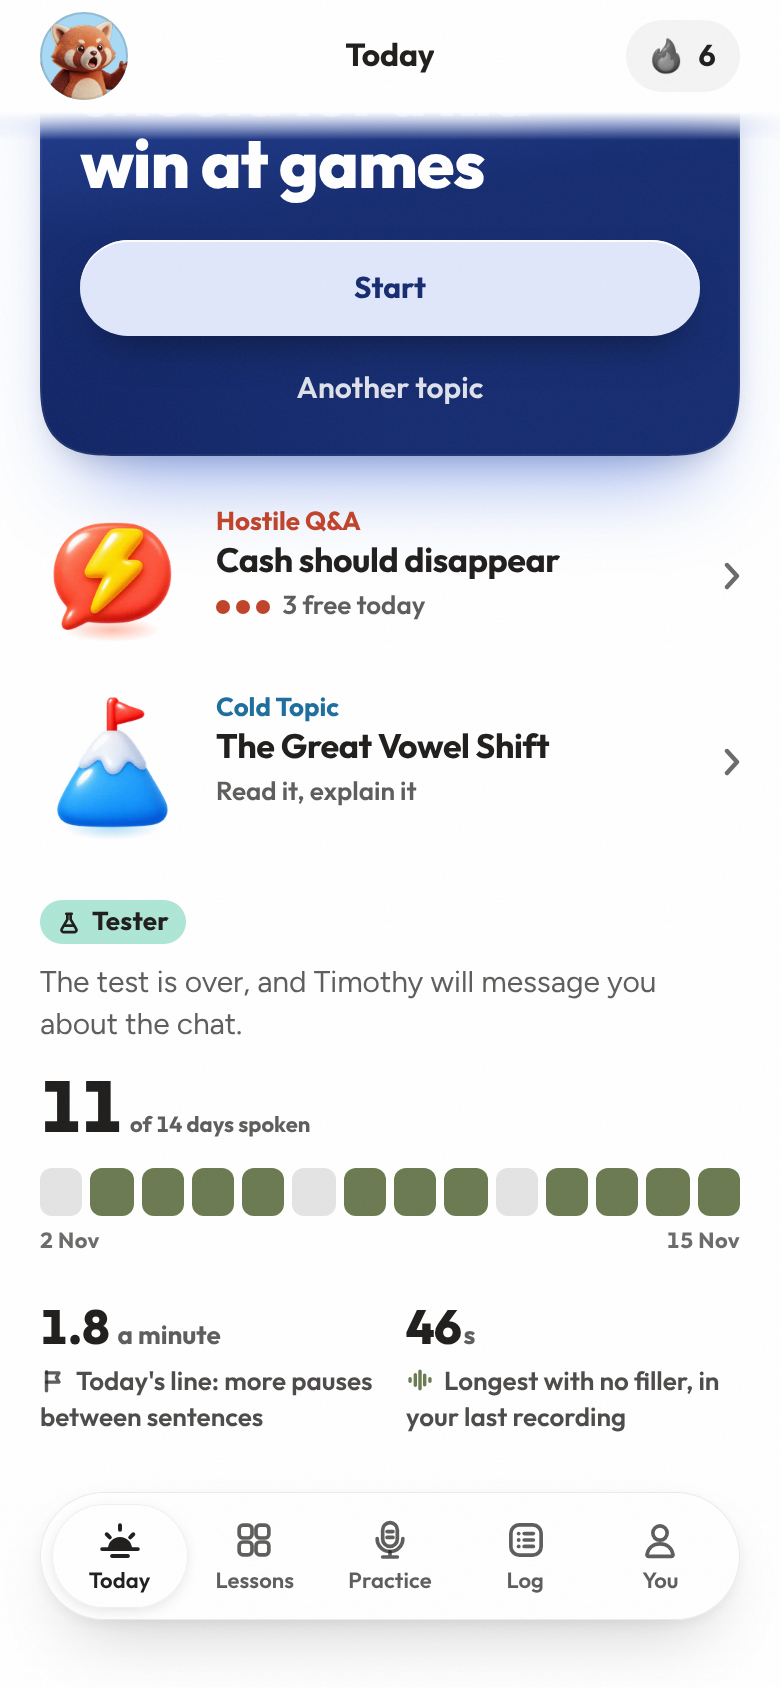 Today
6
win at games
Start
Another topic
Hostile Q&A
Cash should disappear
3 free today
Cold Topic
The Great Vowel Shift
Read it, explain it
Tester
The test is over, and Timothy will message you
about the chat.
11 of 14 days spoken
2 Nov
15 Nov
1.8 a minute
Today's line: more pauses
between sentences
46s
Longest with no filler, in
your last recording
Today
Lessons
Practice
Log
You